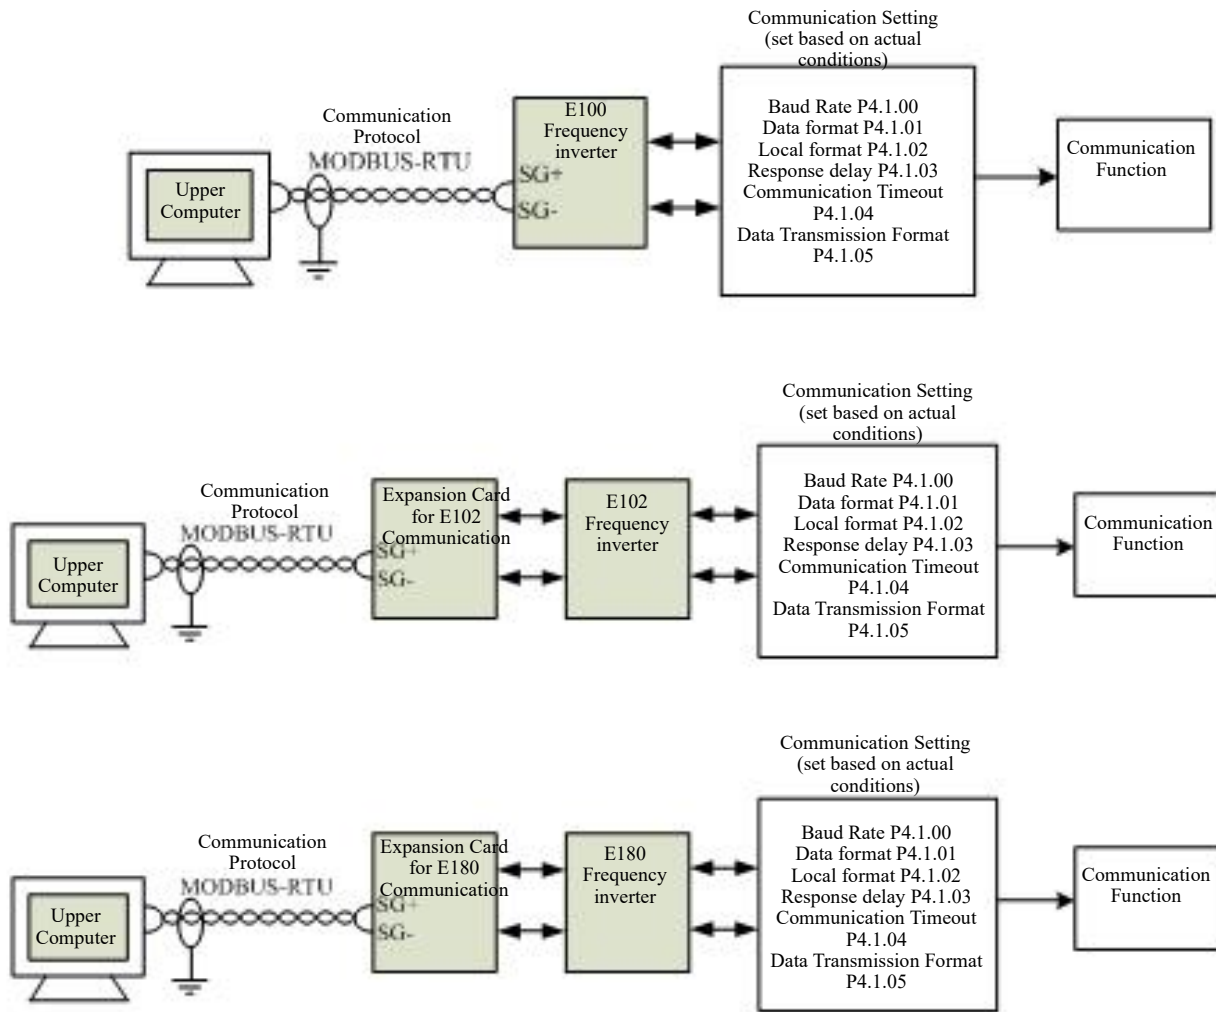 Communication Setting
(set based on actual
conditions)
Communication
Protocol
MODBUS-RTU
Upper
Computer
E100
Frequency
inverter
SG+
SG-
Baud Rate P4.1.00
Data format P4.1.01
Local format P4.1.02
Response delay P4.1.03
Communication Timeout
P4.1.04
Data Transmission Format
P4.1.05
Communication
Function
Communication Setting
(set based on actual
conditions)
Communication
Protocol
MODBUS-RTU
Upper
Computer
Expansion Card
for E102
Communication
SG+
SG-
E102
Frequency
inverter
Baud Rate P4.1.00
Data format P4.1.01
Local format P4.1.02
Response delay P4.1.03
Communication Timeout
P4.1.04
Data Transmission Format
P4.1.05
Communication
Function
Communication Setting
(set based on actual
conditions)
Communication
Protocol
MODBUS-RTU
Upper
Computer
Expansion Card
for E180
Communication
SG+
SG-
E180
Frequency
inverter
Baud Rate P4.1.00
Data format P4.1.01
Local format P4.1.02
Response delay P4.1.03
Communication Timeout
P4.1.04
Data Transmission Format
P4.1.05
Communication
Function